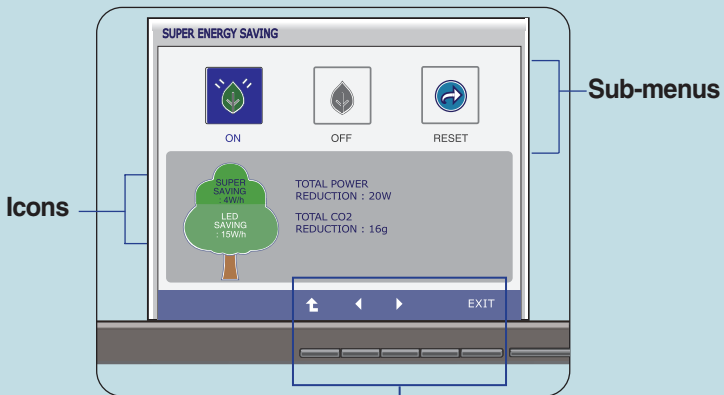 SUPER ENERGY SAVING
ON
OFF
RESET
Sub-menus
Icons
SUPER
SAVING
: 4W/h
LED
SAVING
: 15W/h
TOTAL POWER
REDUCTION : 20W
TOTAL CO2
REDUCTION : 16g
EXIT